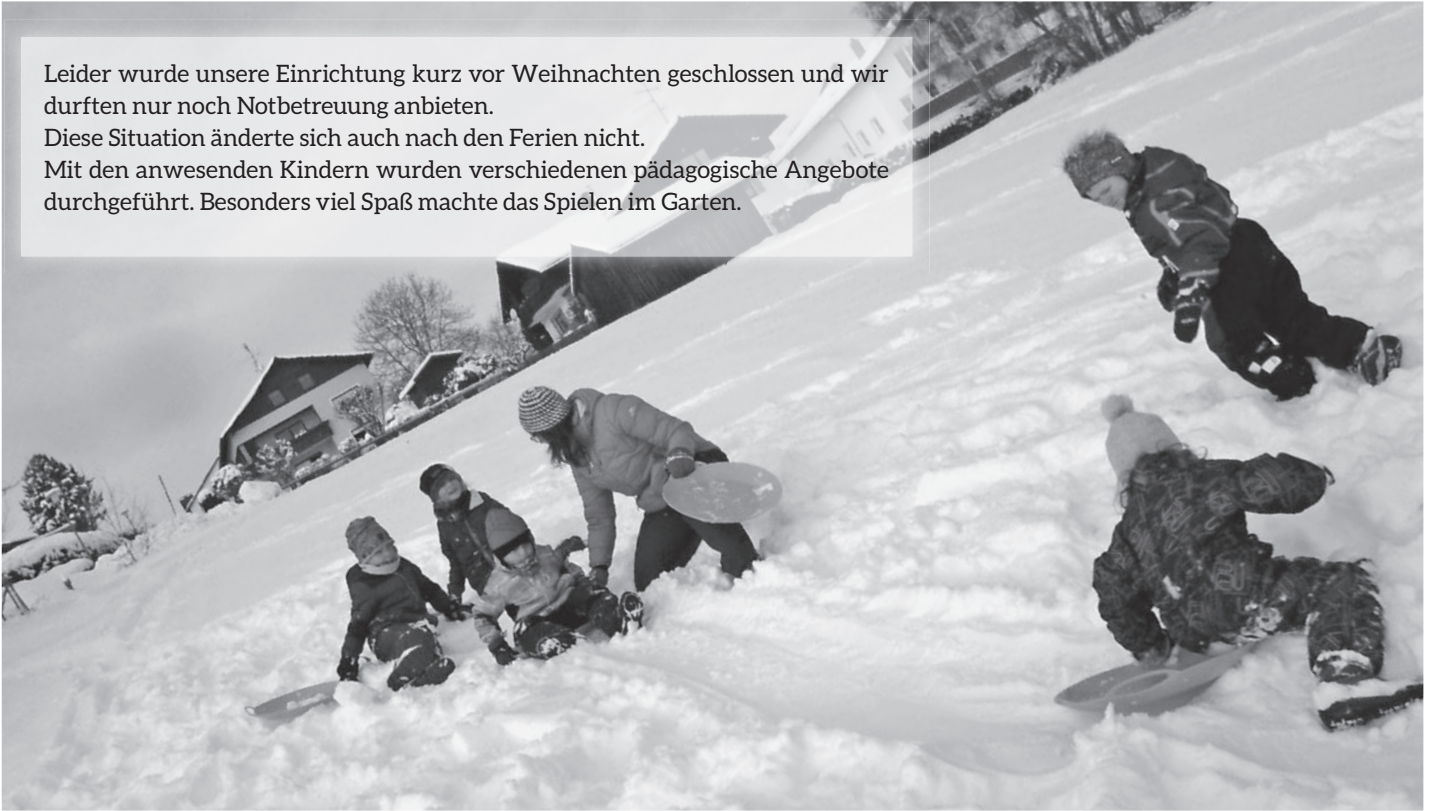 Leider wurde unsere Einrichtung kurz vor Weihnachten geschlossen und wir
durften nur noch Notbetreuung anbieten.
Diese Situation änderte sich auch nach den Ferien nicht.
Mit den anwesenden Kindern wurden verschiedenen pädagogische Angebote
durchgeführt. Besonders viel Spaß machte das Spielen im Garten.